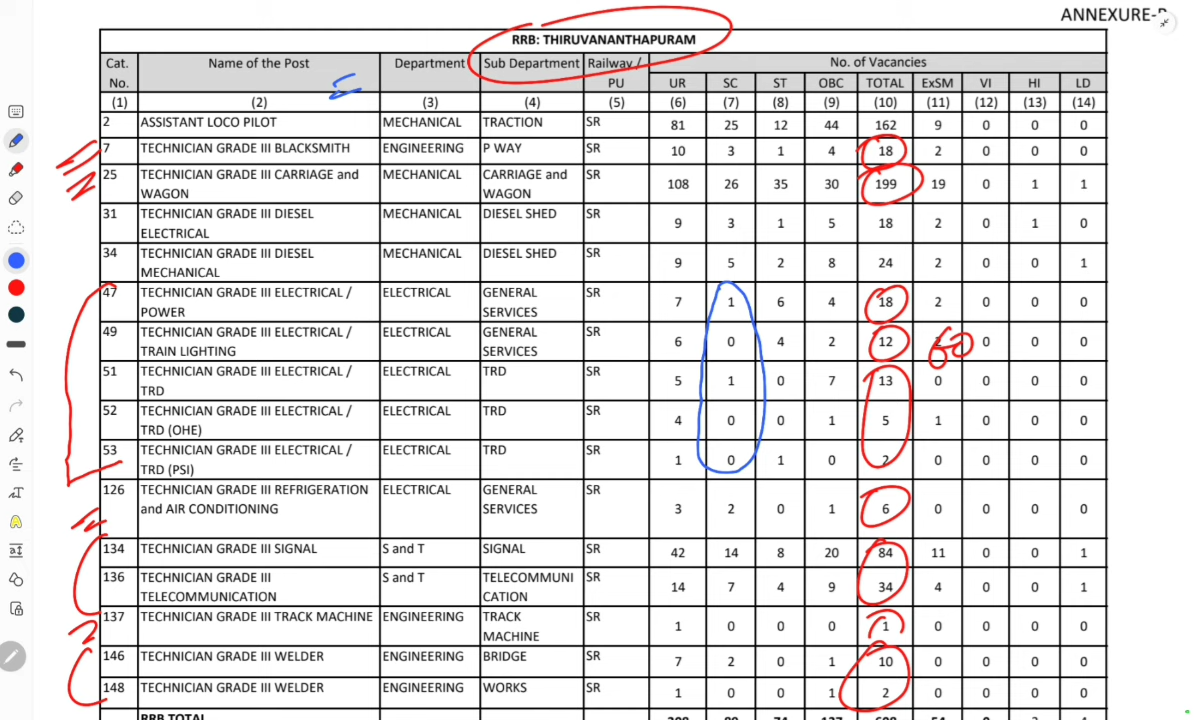 ANNEXURE-B
RRB: THIRUVANANTHAPURAM
Cat. No. Name of the Post Department Sub Department Railway / PU No. of Vacancies
UR SC ST OBC TOTAL ExSM VI HI LD
(1) (2) (3) (4) (5) (6) (7) (8) (9) (10) (11) (12) (13) (14)
2 ASSISTANT LOCO PILOT MECHANICAL TRACTION SR 81 25 12 44 162 9 0 0 0
7 TECHNICIAN GRADE III BLACKSMITH ENGINEERING P WAY SR 10 3 1 4 18 2 0 0 0
25 TECHNICIAN GRADE III CARRIAGE and WAGON MECHANICAL CARRIAGE and WAGON SR 108 26 35 30 199 19 0 1 1
31 TECHNICIAN GRADE III DIESEL ELECTRICAL MECHANICAL DIESEL SHED SR 9 3 1 5 18 2 0 1 0
34 TECHNICIAN GRADE III DIESEL MECHANICAL MECHANICAL DIESEL SHED SR 9 5 2 8 24 2 0 0 1
47 TECHNICIAN GRADE III ELECTRICAL / POWER ELECTRICAL GENERAL SERVICES SR 7 1 6 4 18 2 0 0 0
49 TECHNICIAN GRADE III ELECTRICAL / TRAIN LIGHTING ELECTRICAL GENERAL SERVICES SR 6 0 4 2 12 60 0 0 0
51 TECHNICIAN GRADE III ELECTRICAL / TRD ELECTRICAL TRD SR 5 1 0 7 13 0 0 0 0
52 TECHNICIAN GRADE III ELECTRICAL / TRD (OHE) ELECTRICAL TRD SR 4 0 0 1 5 1 0 0 0
53 TECHNICIAN GRADE III ELECTRICAL / TRD (PSI) ELECTRICAL TRD SR 1 0 1 0 2 0 0 0 0
126 TECHNICIAN GRADE III REFRIGERATION and AIR CONDITIONING ELECTRICAL GENERAL SERVICES SR 3 2 0 1 6 0 0 0 0
134 TECHNICIAN GRADE III SIGNAL S and T SIGNAL SR 42 14 8 20 84 11 0 0 1
136 TECHNICIAN GRADE III TELECOMMUNICATION S and T TELECOMMUNI CATION SR 14 7 4 9 34 4 0 0 1
137 TECHNICIAN GRADE III TRACK MACHINE ENGINEERING TRACK MACHINE SR 1 0 0 0 1 0 0 0 0
146 TECHNICIAN GRADE III WELDER ENGINEERING BRIDGE SR 7 2 0 1 10 0 0 0 0
148 TECHNICIAN GRADE III WELDER ENGINEERING WORKS SR 1 0 0 1 2 0 0 0 0
RRB TOTAL